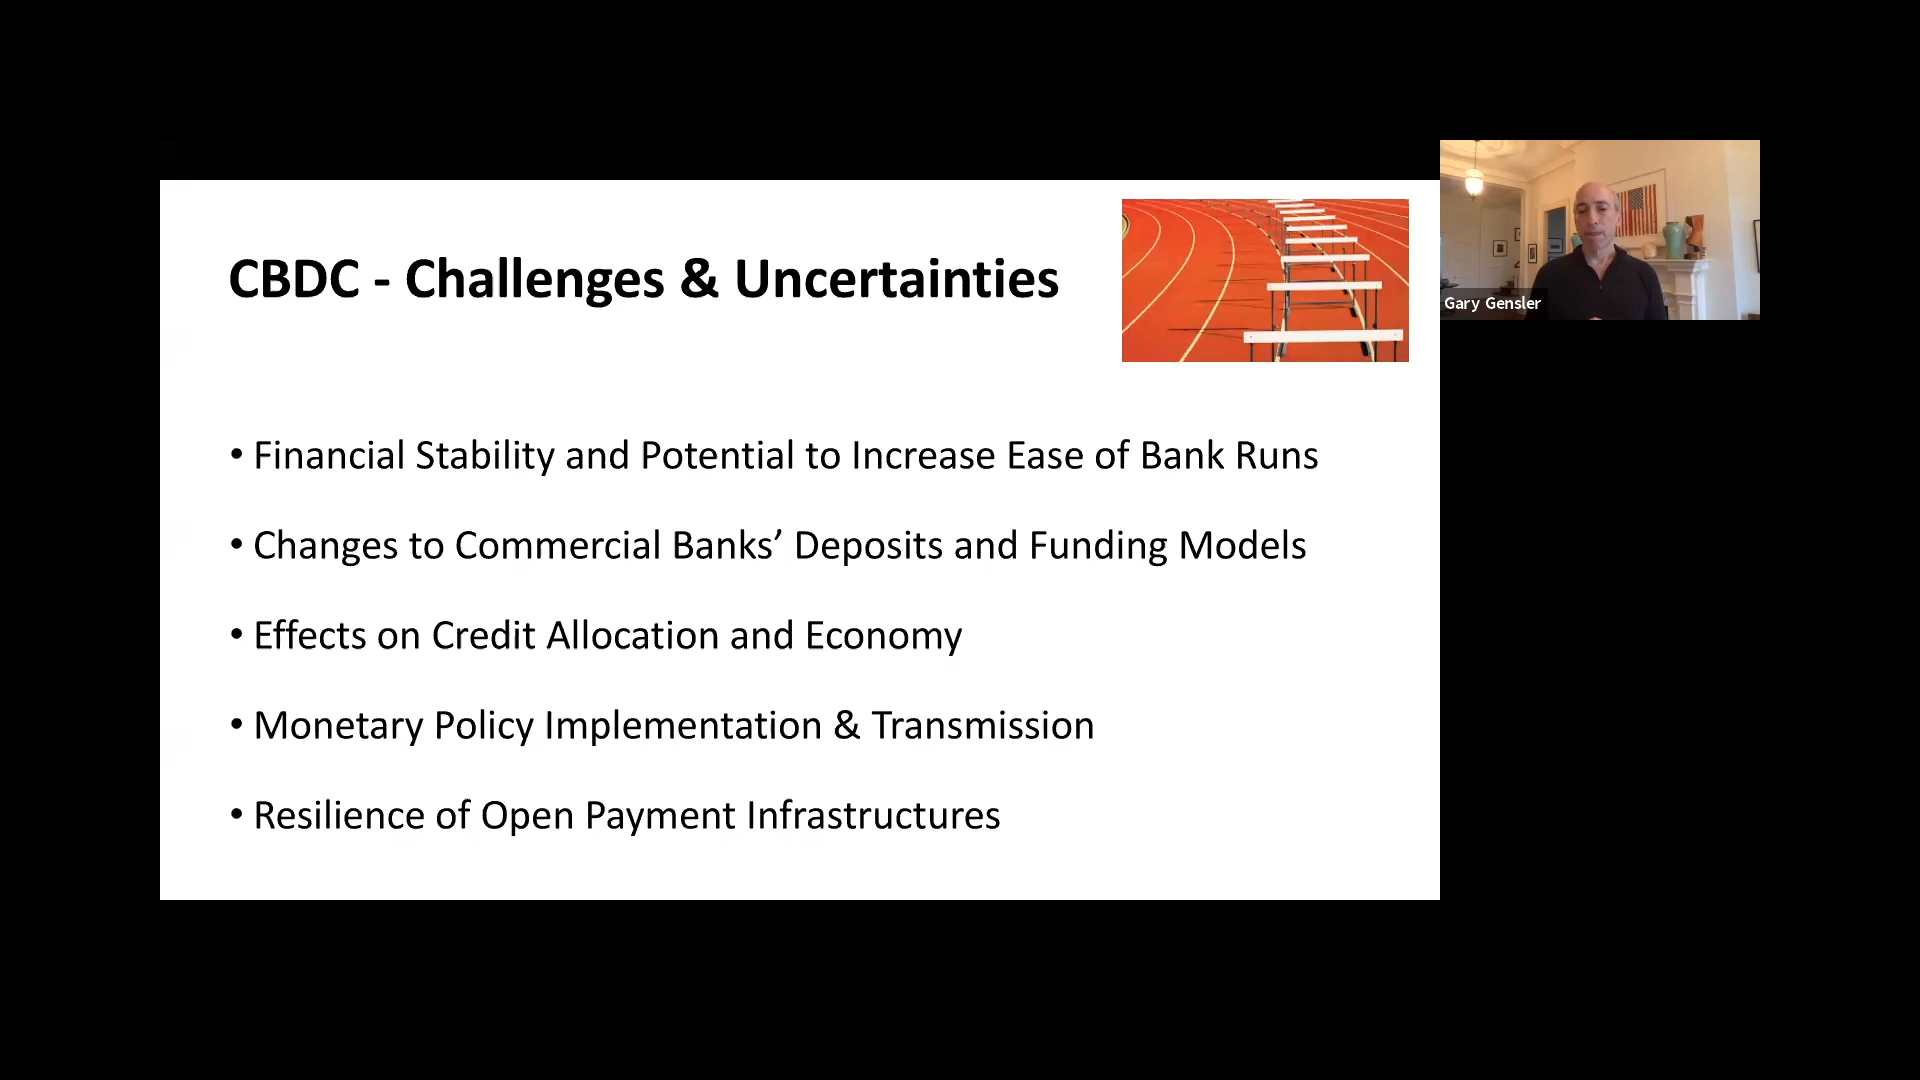 CBDC - Challenges & Uncertainties
Gary Gensler
• Financial Stability and Potential to Increase Ease of Bank Runs
• Changes to Commercial Banks’ Deposits and Funding Models
• Effects on Credit Allocation and Economy
• Monetary Policy Implementation & Transmission
• Resilience of Open Payment Infrastructures